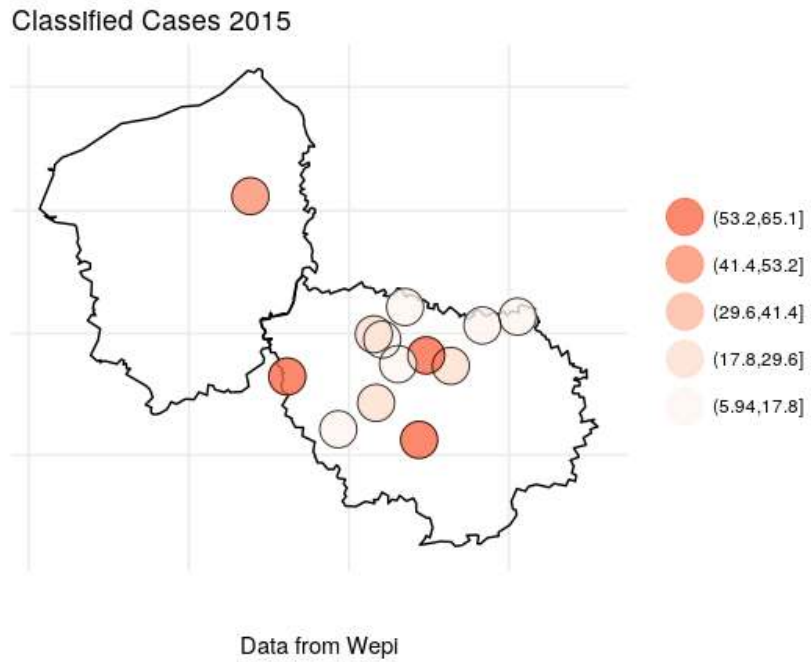 Classified Cases 2015
(53.2,65.1]
(41.4,53.2]
(29.6,41.4]
(17.8,29.6]
(5.94,17.8]
Data from Wepi